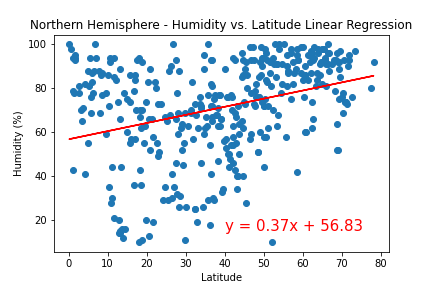 Northern Hemisphere - Humidity vs. Latitude Linear Regression
100
80
60
40
20
Humidity (%)
y = 0.37x + 56.83
0 10 20 30 40 50 60 70 80
Latitude